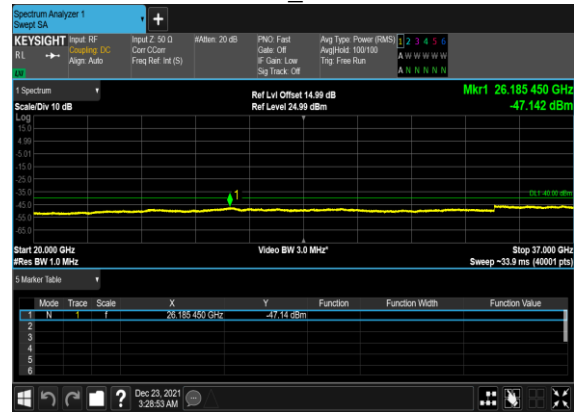 Spectrum Analyzer 1
Swept SA
+
KEYSIGHT Input: RF Input Z: 50 Ω #Atten: 20 dB PNO: Fast Avg Type: Power (RMS) 1 2 3 4 5 6
RL Coupling: DC Corr CCorr Gate: Off Avg|Hold: 100/100 A W W W W W
Align: Auto Freq Ref: Int (S) IF Gain: Low Trig: Free Run
Sig Track: Off A N N N N N
1 Spectrum Ref Lvl Offset 14.99 dB Mkr1 26.185 450 GHz
Scale/Div 10 dB Ref Level 24.99 dBm -47.142 dBm
Log
15.0
4.99
-5.01
-15.0
-25.0
-35.0
1
DL1 -40.00 dBm
-45.0
-55.0
-65.0
Start 20.000 GHz Video BW 3.0 MHz* Stop 37.000 GHz
#Res BW 1.0 MHz Sweep ~33.9 ms (40001 pts)
5 Marker Table
Mode Trace Scale X Y Function Function Width Function Value
1 N 1 f 26.185 450 GHz -47.14 dBm
2
3
4
5
6
? Dec 23, 2021
3:28:53 AM